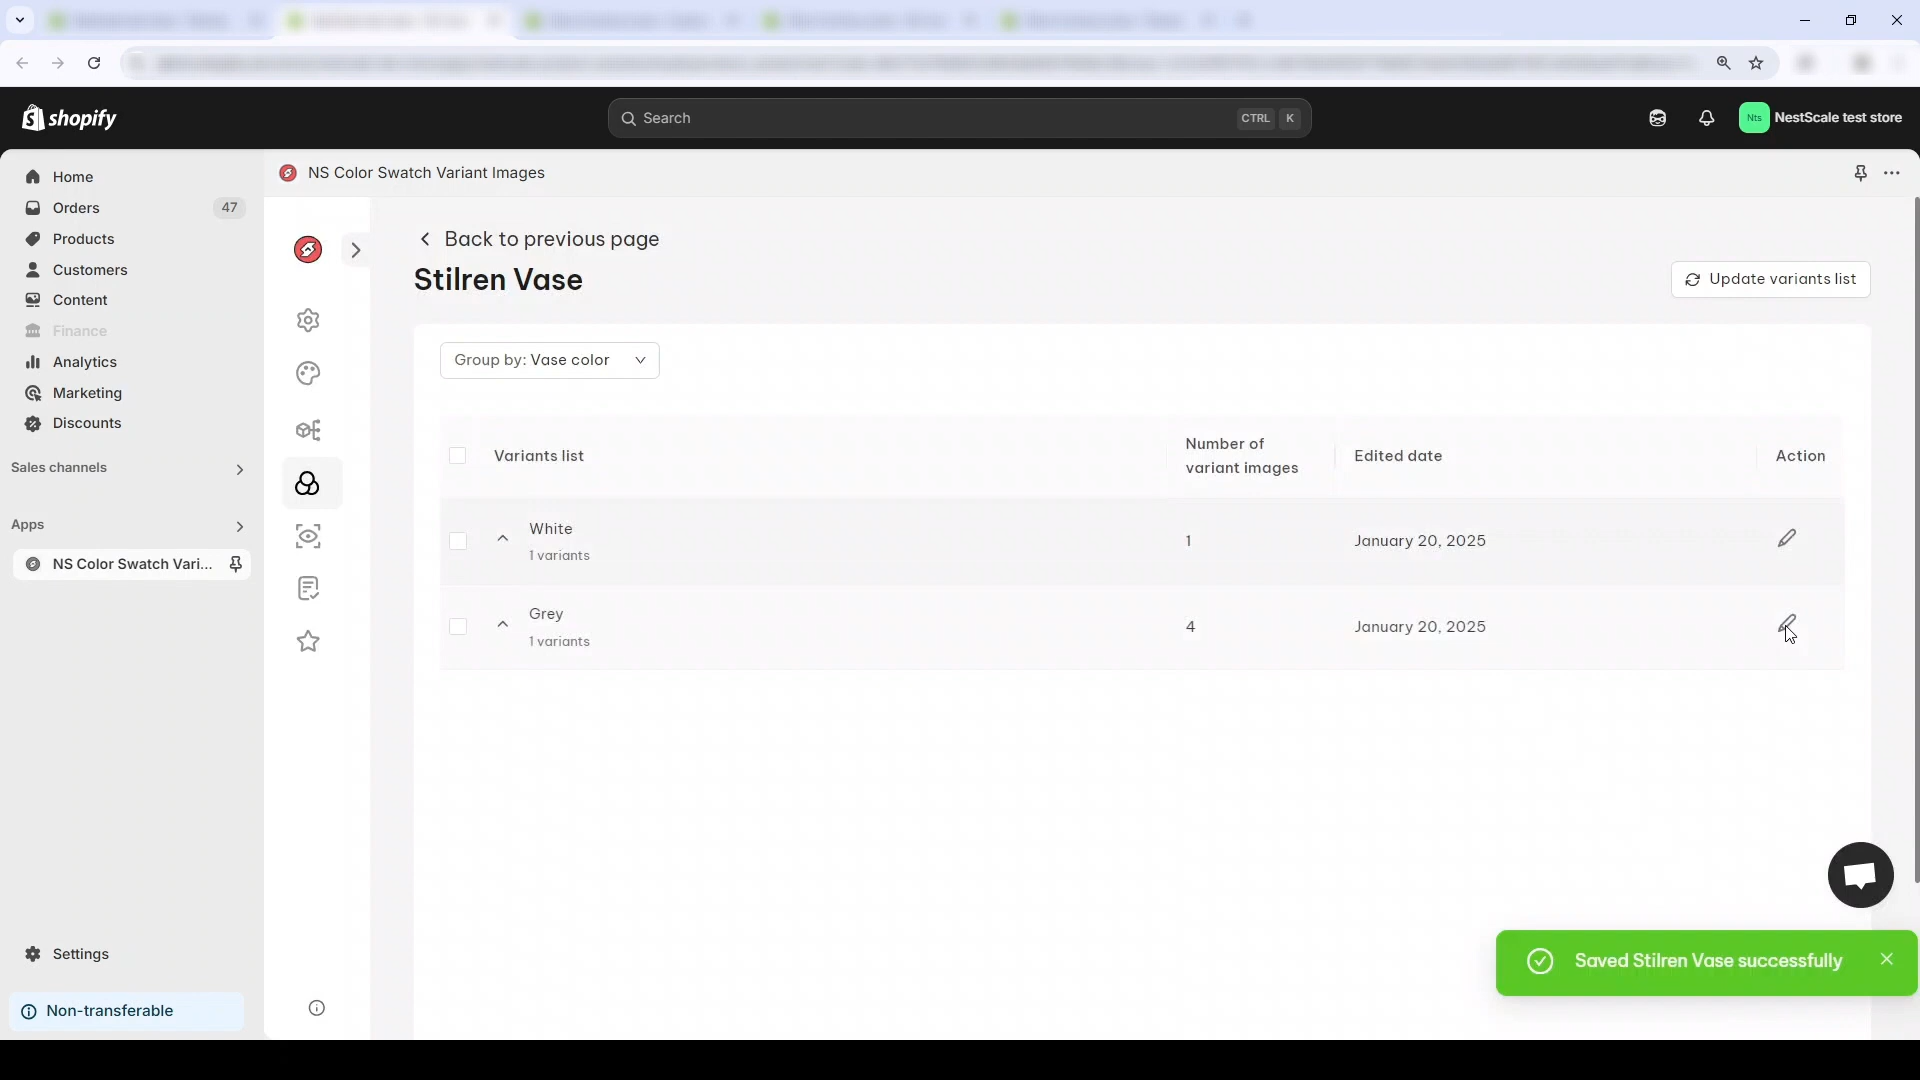 shopify
Search
CTRL K
Nts
NestScale test store
Home
Orders
47
Products
Customers
Content
Finance
Analytics
Marketing
Discounts
Sales channels
Apps
NS Color Swatch Vari...
Settings
Non-transferable
NS Color Swatch Variant Images
Back to previous page
Stilren Vase
Update variants list
Group by: Vase color
Variants list
Number of
variant images
Edited date
Action
White
1 variants
1
January 20, 2025
Grey
1 variants
4
January 20, 2025
Saved Stilren Vase successfully